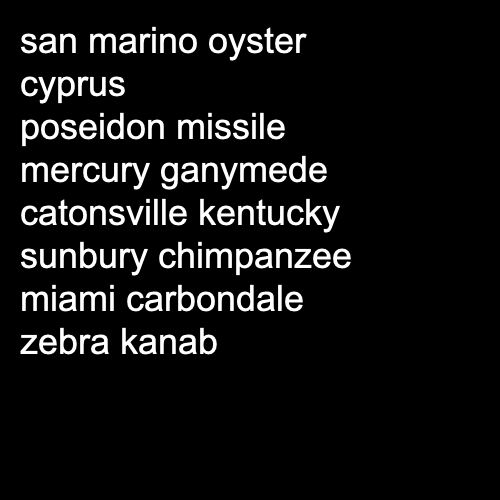 san marino oyster
cyprus
poseidon missile
mercury ganymede
catonsville kentucky
sunbury chimpanzee
miami carbondale
zebra kanab